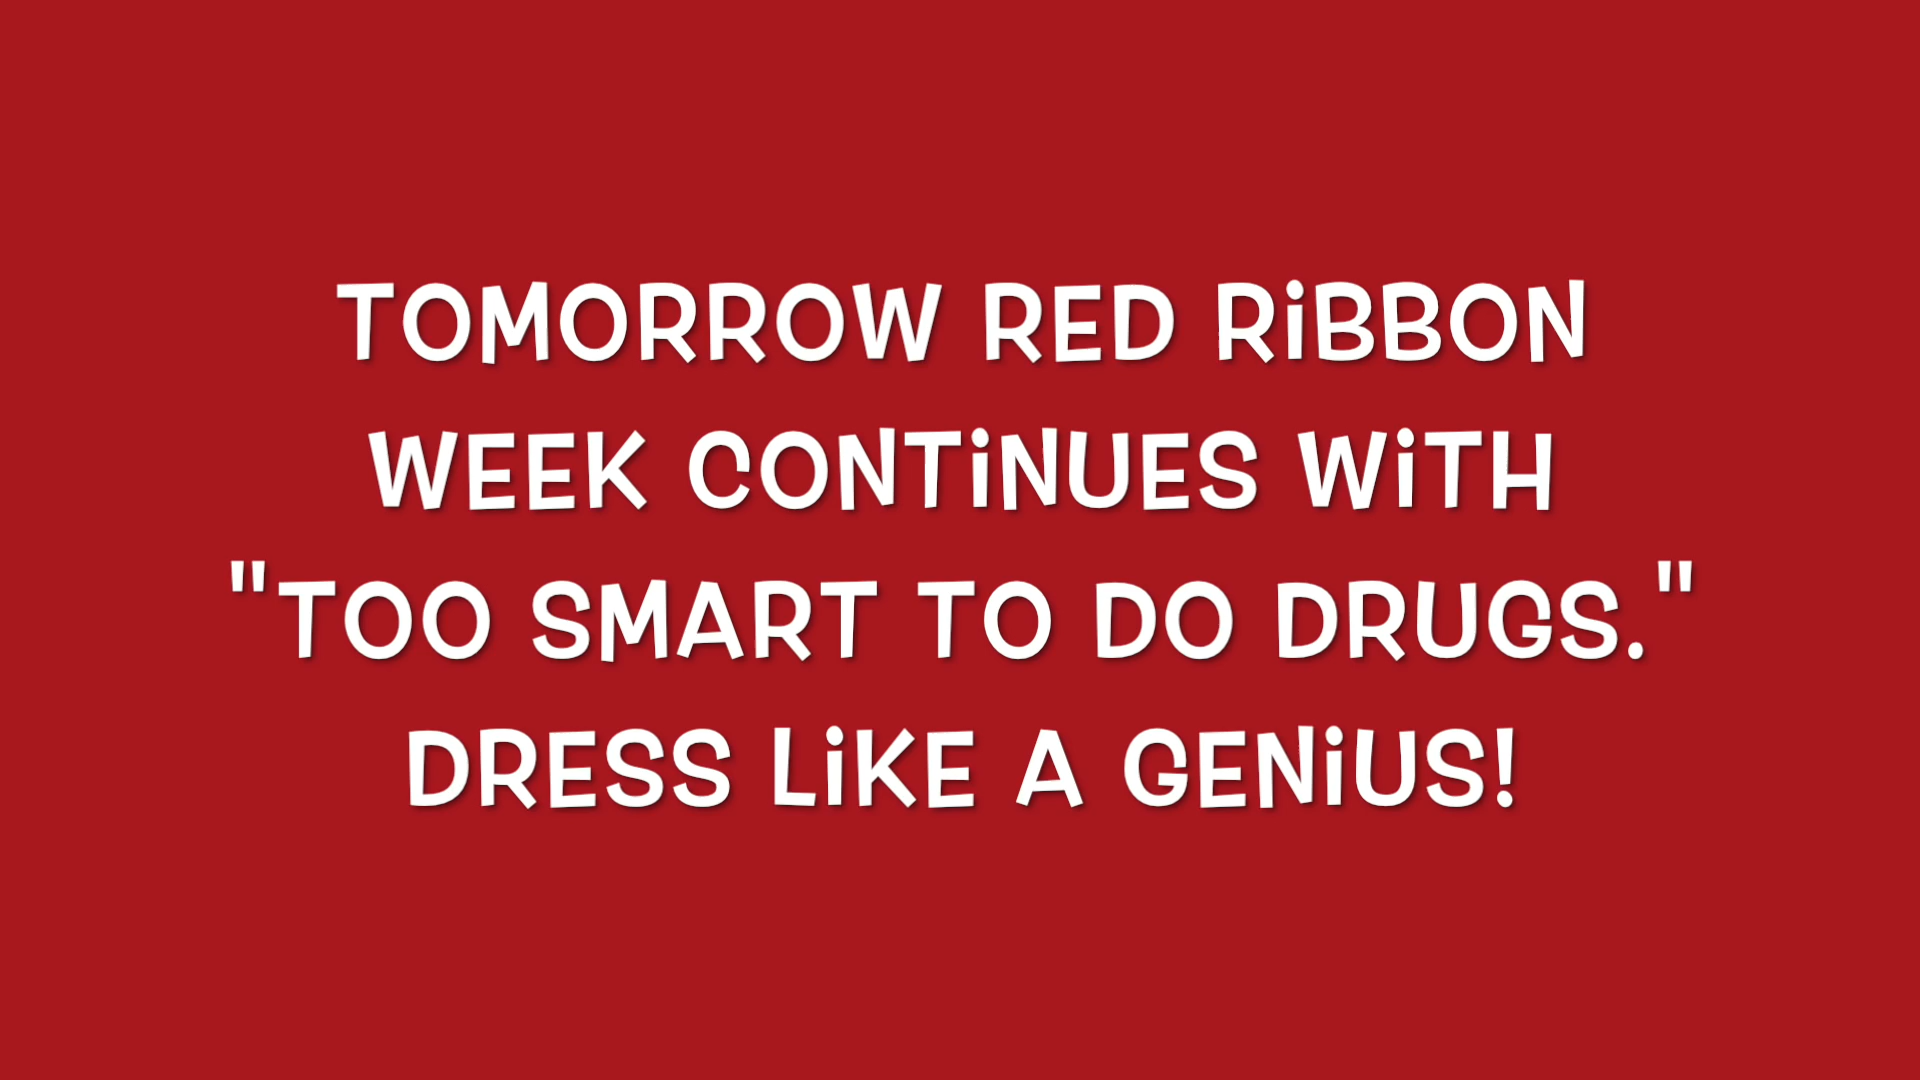 TOMORROW RED RiBBON
WEEK CONTiNUES WiTH
"TOO SMART TO DO DRUGS."
DRESS LiKE A GENiUS!